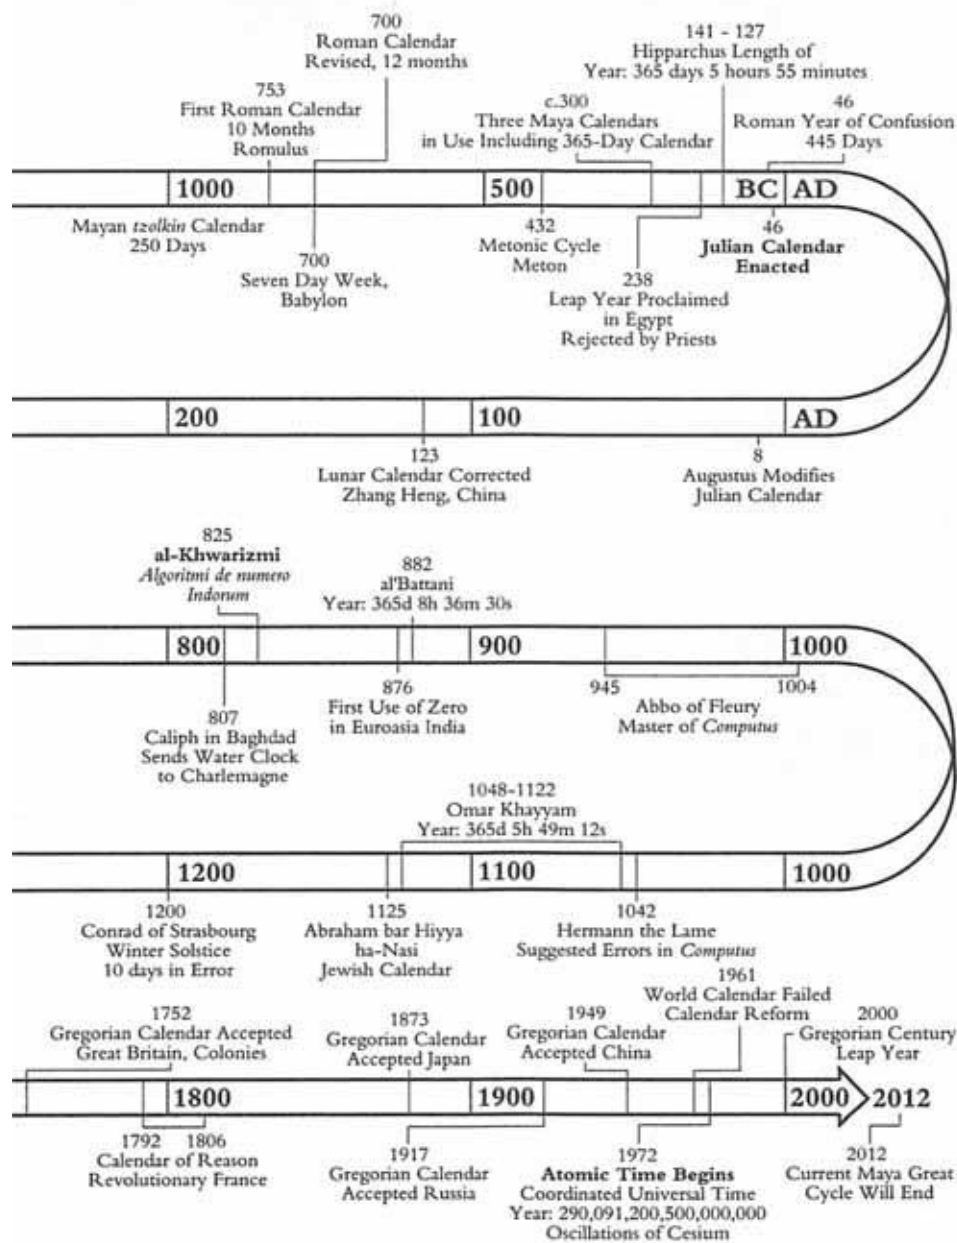 700
Roman Calendar
Revised, 12 months
141 - 127
Hipparchus Length of
Year: 365 days 5 hours 55 minutes
753
First Roman Calendar
10 Months
Romulus
c.300
Three Maya Calendars
in Use Including 365-Day Calendar
46
Roman Year of Confusion
445 Days
1000
500
BC
AD
Mayan tzolkin Calendar
250 Days
700
Seven Day Week,
Babylon
432
Metonic Cycle
Meton
238
Leap Year Proclaimed
in Egypt
Rejected by Priests
46
Julian Calendar
Enacted
200
100
AD
123
Lunar Calendar Corrected
Zhang Heng, China
8
Augustus Modifies
Julian Calendar
825
al-Khwarizmi
Algoritmi de numero
Indorum
882
al'Battani
Year: 365d 8h 36m 30s
800
900
1000
807
Caliph in Baghdad
Sends Water Clock
to Charlemagne
876
First Use of Zero
in Euroasia India
945
1004
Abbo of Fleury
Master of Computus
1048-1122
Omar Khayyam
Year: 365d 5h 49m 12s
1200
1100
1000
1200
Conrad of Strasbourg
Winter Solstice
10 days in Error
1125
Abraham bar Hiyya
ha-Nasi
Jewish Calendar
1042
Hermann the Lame
Suggested Errors in Computus
1752
Gregorian Calendar Accepted
Great Britain, Colonies
1873
Gregorian Calendar
Accepted Japan
1949
Gregorian Calendar
Accepted China
1961
World Calendar Failed
Calendar Reform
2000
Gregorian Century
Leap Year
1800
1900
2000
2012
1792 1806
Calendar of Reason
Revolutionary France
1917
Gregorian Calendar
Accepted Russia
1972
Atomic Time Begins
Coordinated Universal Time
Year: 290,091,200,500,000,000
Oscillations of Cesium
2012
Current Maya Great
Cycle Will End